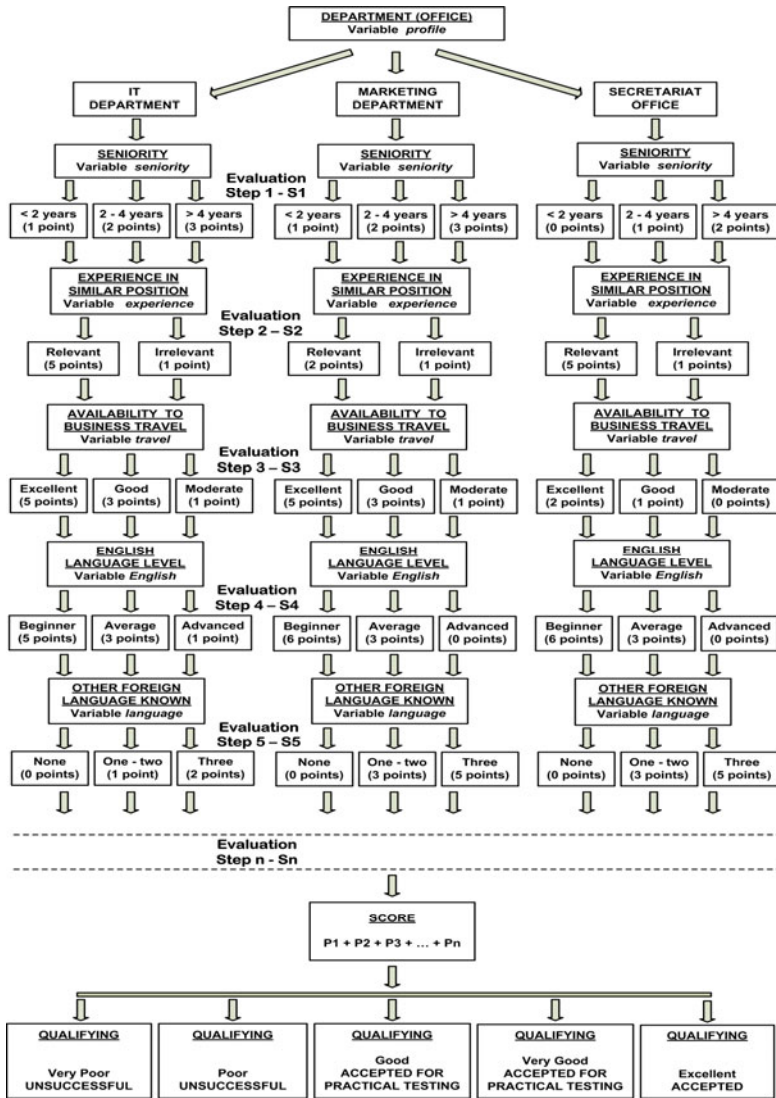 DEPARTMENT (OFFICE)
Variable profile
IT
DEPARTMENT
MARKETING
DEPARTMENT
SECRETARIAT
OFFICE
SENIORITY
Variable seniority
Evaluation
Step 1 - S1
SENIORITY
Variable seniority
SENIORITY
Variable seniority
< 2 years
(1 point)
2 - 4 years
(2 points)
> 4 years
(3 points)
< 2 years
(1 point)
2 - 4 years
(2 points)
> 4 years
(3 points)
< 2 years
(0 points)
2 - 4 years
(1 point)
> 4 years
(2 points)
EXPERIENCE IN
SIMILAR POSITION
Variable experience
Evaluation
Step 2 – S2
EXPERIENCE IN
SIMILAR POSITION
Variable experience
EXPERIENCE IN
SIMILAR POSITION
Variable experience
Relevant
(5 points)
Irrelevant
(1 point)
Relevant
(2 points)
Irrelevant
(1 point)
Relevant
(5 points)
Irrelevant
(1 points)
AVAILABILITY TO
BUSINESS TRAVEL
Variable travel
Evaluation
Step 3 – S3
AVAILABILITY TO
BUSINESS TRAVEL
Variable travel
AVAILABILITY TO
BUSINESS TRAVEL
Variable travel
Excellent
(5 points)
Good
(3 points)
Moderate
(1 point)
Excellent
(5 points)
Good
(3 points)
Moderate
(1 point)
Excellent
(2 points)
Good
(1 point)
Moderate
(0 points)
ENGLISH
LANGUAGE LEVEL
Variable English
Evaluation
Step 4 – S4
ENGLISH
LANGUAGE LEVEL
Variable English
ENGLISH
LANGUAGE LEVEL
Variable English
Beginner
(5 points)
Average
(3 points)
Advanced
(1 point)
Beginner
(6 points)
Average
(3 points)
Advanced
(0 points)
Beginner
(6 points)
Average
(3 points)
Advanced
(0 points)
OTHER FOREIGN
LANGUAGE KNOWN
Variable language
Evaluation
Step 5 – S5
OTHER FOREIGN
LANGUAGE KNOWN
Variable language
OTHER FOREIGN
LANGUAGE KNOWN
Variable language
None
(0 points)
One - two
(1 point)
Three
(2 points)
None
(0 points)
One - two
(3 points)
Three
(5 points)
None
(0 points)
One - two
(3 points)
Three
(5 points)
Evaluation
Step n - Sn
SCORE
P1 + P2 + P3 + … + Pn
QUALIFYING
Very Poor
UNSUCCESSFUL
QUALIFYING
Poor
UNSUCCESSFUL
QUALIFYING
Good
ACCEPTED FOR
PRACTICAL TESTING
QUALIFYING
Very Good
ACCEPTED FOR
PRACTICAL TESTING
QUALIFYING
Excellent
ACCEPTED